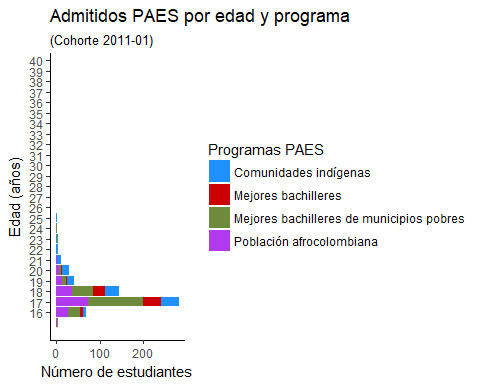 Admitidos PAES por edad y programa
(Cohorte 2011-01)
Edad (años)
40
39
38
37
36
35
34
33
32
31
30
29
28
27
26
25
24
23
22
21
20
19
18
17
16
0 100 200
Número de estudiantes
Programas PAES
Comunidades indígenas
Mejores bachilleres
Mejores bachilleres de municipios pobres
Población afrocolombiana